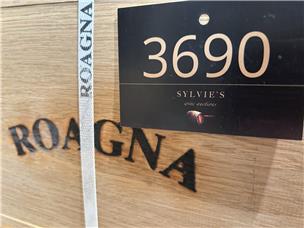 3690
SYLVIE'S
wine auctions
ROAGNA
ROAGNA